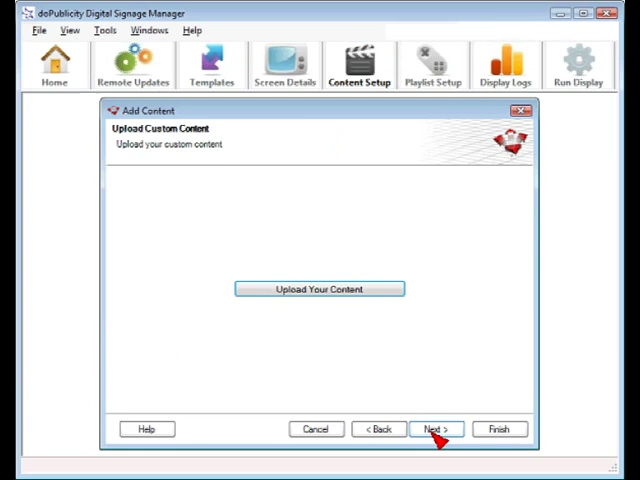 doPublicity Digital Signage Manager
File View Tools Windows Help
Home Remote Updates Templates Screen Details Content Setup Playlist Setup Display Logs Run Display
Add Content
Upload Custom Content
Upload your custom content
Upload Your Content
Help Cancel < Back Next > Finish